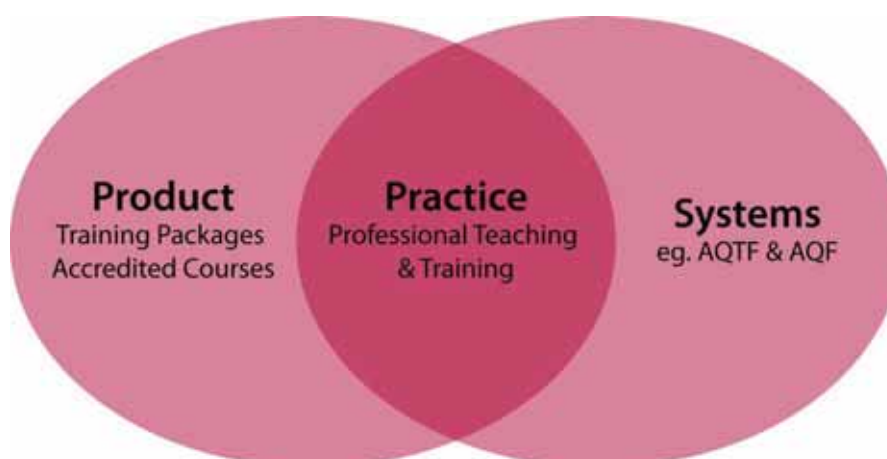 Product
Training Packages
Accredited Courses
Practice
Professional Teaching
& Training
Systems
eg. AQTF & AQF